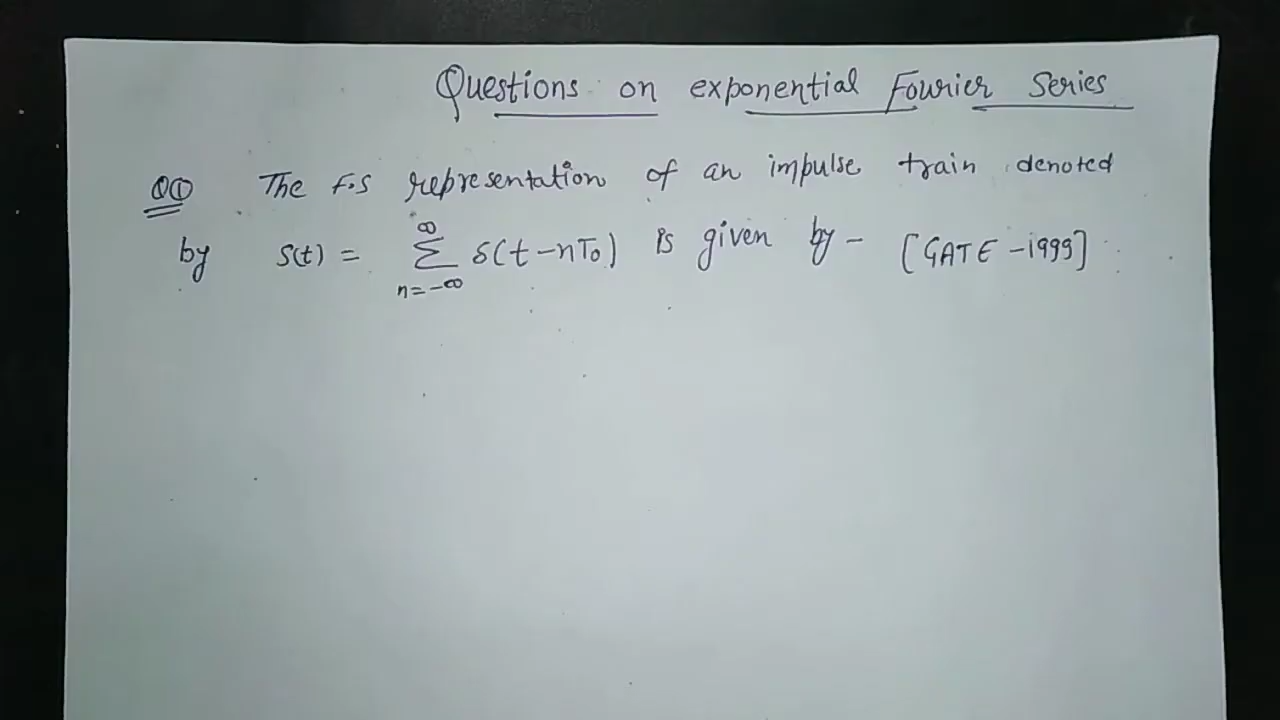 Questions on exponential Fourier Series
Q① The F.S representation of an impulse train denoted
by s(t) = ∞∑n=-∞ δ(t-nT₀) is given by - [GATE -1999]